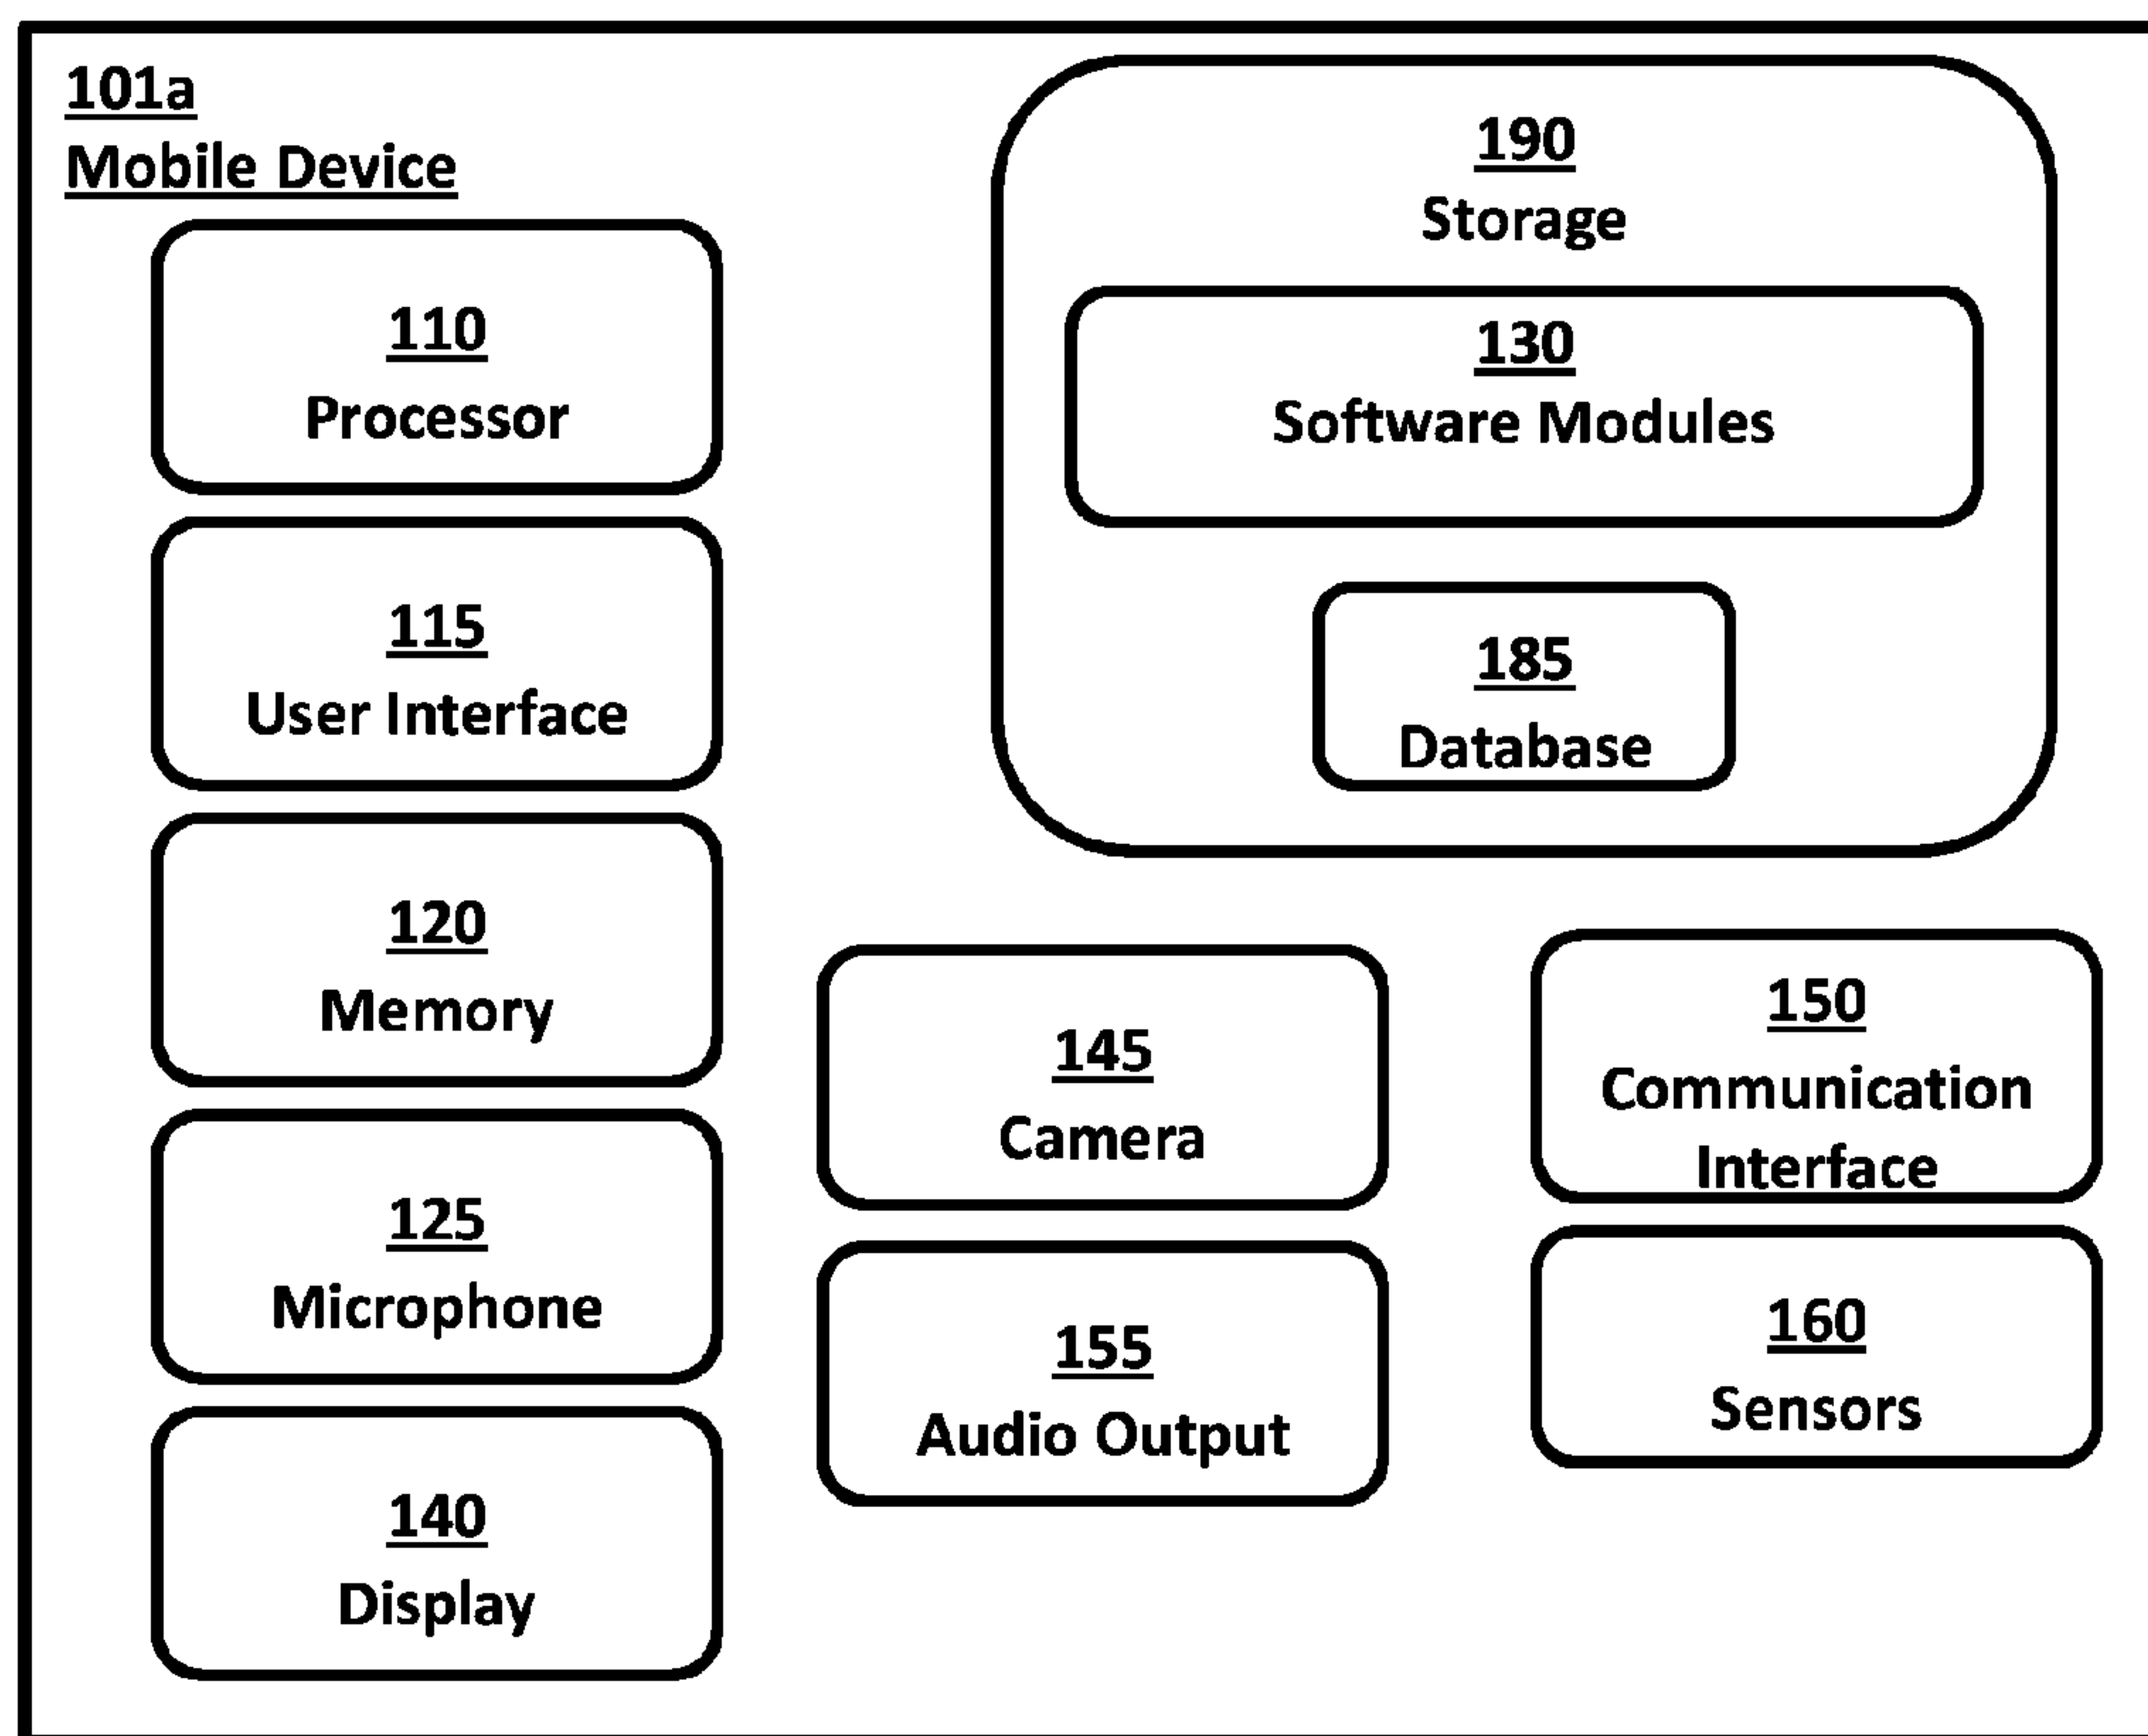 101a
Mobile Device
110
Processor
115
User Interface
120
Memory
125
Microphone
140
Display
190
Storage
130
Software Modules
185
Database
145
Camera
155
Audio Output
150
Communication
Interface
160
Sensors